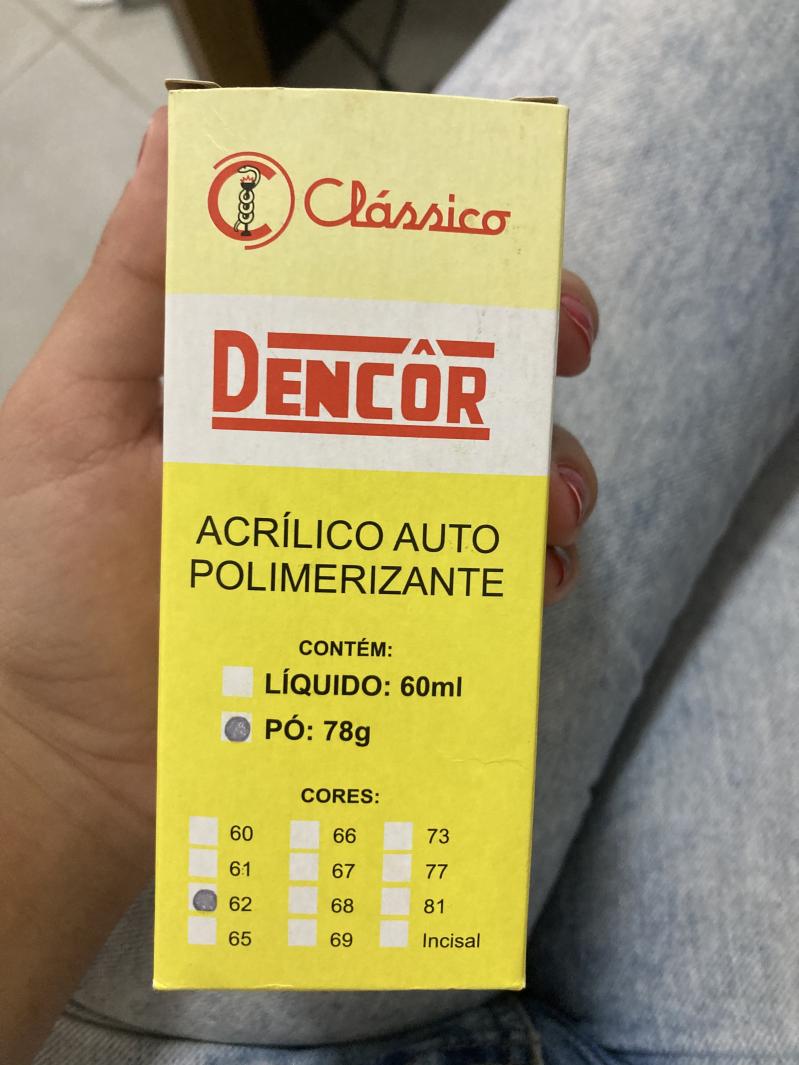 Clássico
DENCÔR
ACRÍLICO AUTO
POLIMERIZANTE
CONTÉM:
LÍQUIDO: 60ml
PÓ: 78g
CORES:
60 66 73
61 67 77
62 68 81
65 69 Incisal